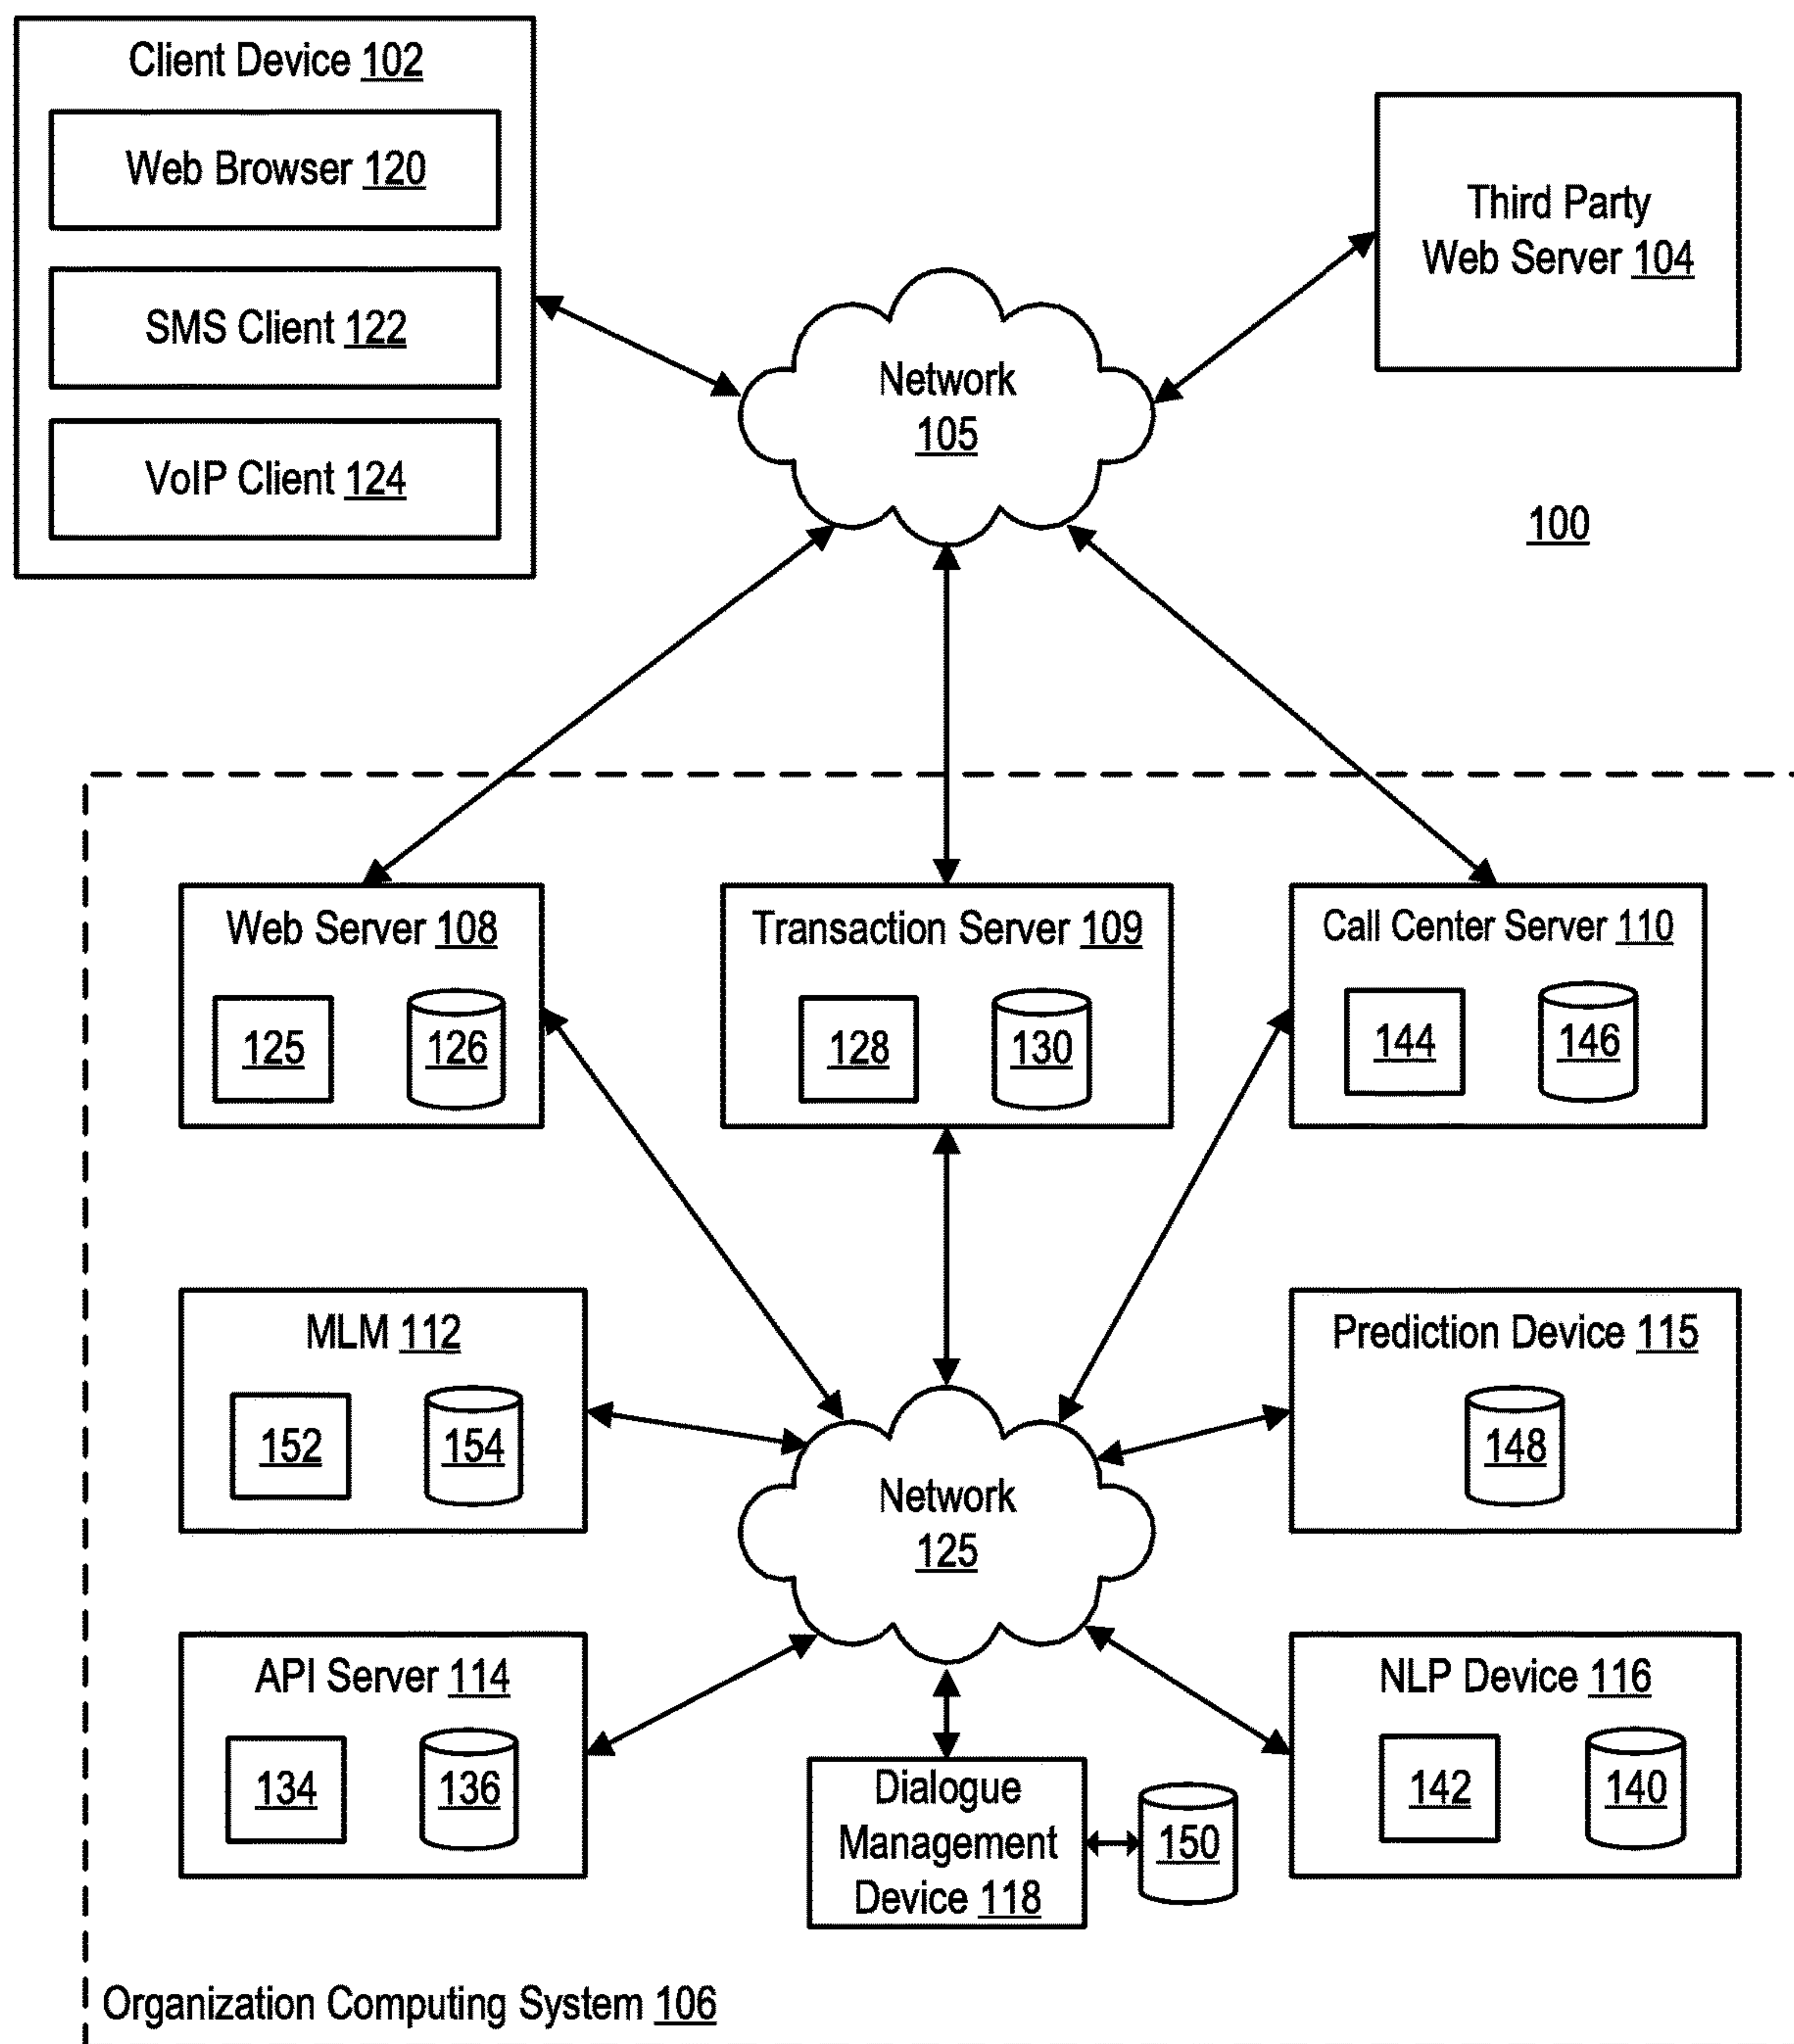 Client Device 102
Web Browser 120
SMS Client 122
VoIP Client 124
Third Party
Web Server 104
Network
105
100
Web Server 108
125
126
Transaction Server 109
128
130
Call Center Server 110
144
146
MLM 112
152
154
Prediction Device 115
148
Network
125
API Server 114
134
136
NLP Device 116
142
140
Dialogue
Management
Device 118
150
Organization Computing System 106